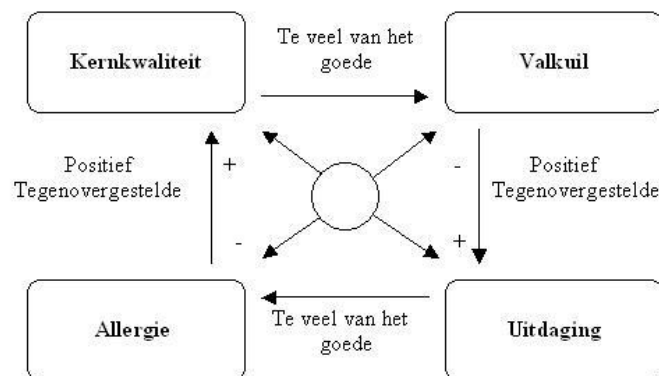 Te veel van het
goede
Kernkwaliteit
Valkuil
Positief
Tegenovergestelde
+
-
Positief
Tegenovergestelde
-
+
Allergie
Te veel van het
goede
Uitdaging